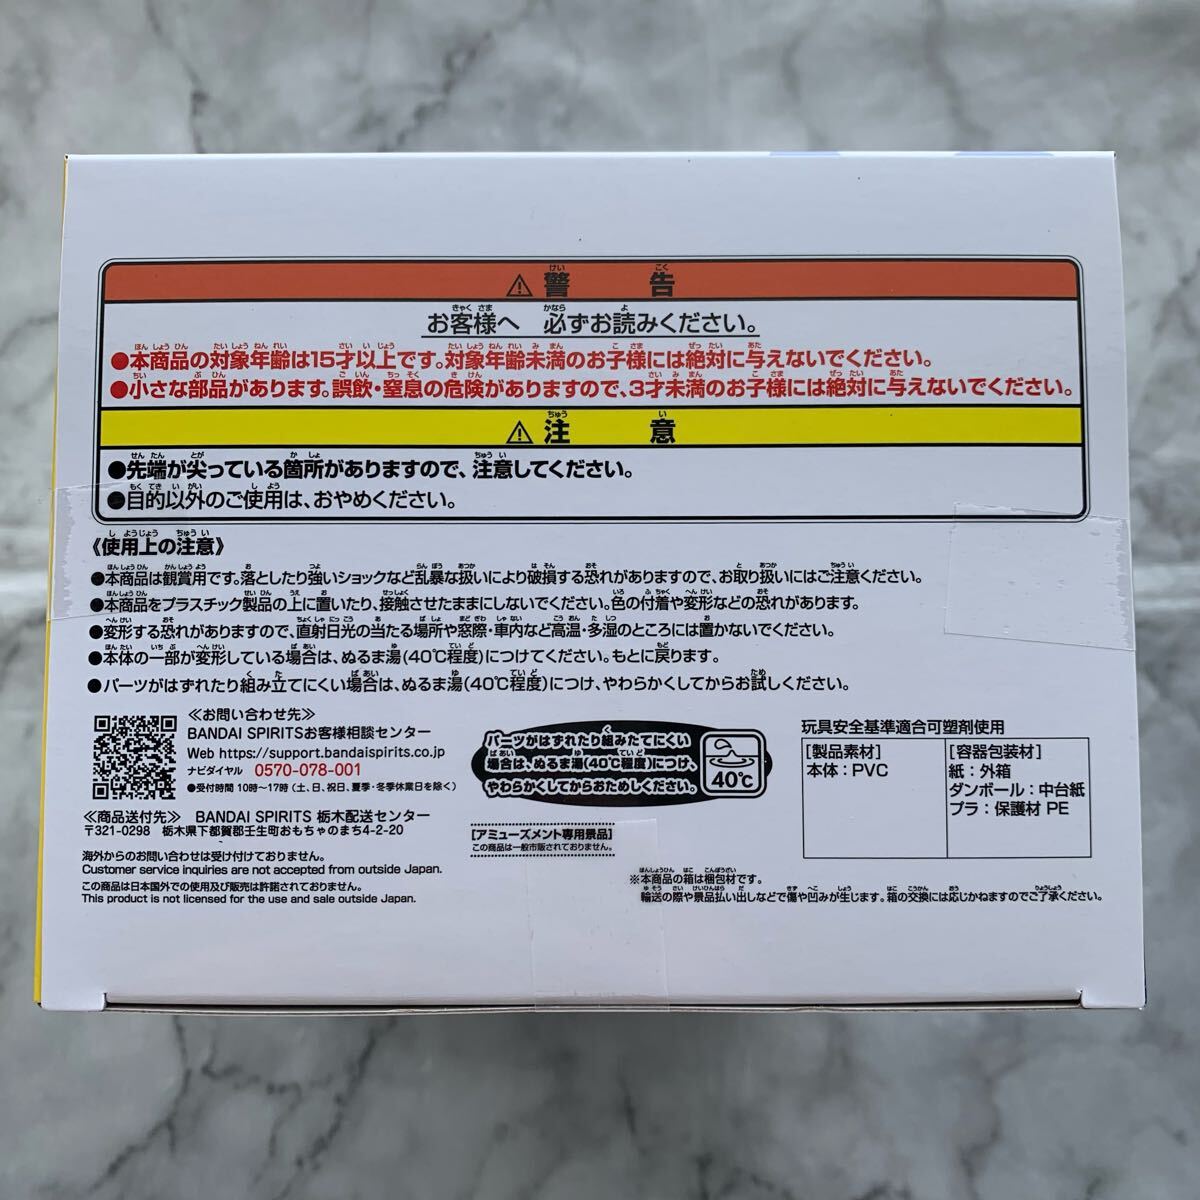 ⚠ 警告
お客様へ 必ずお読みください。
●本商品の対象年齢は15才以上です。対象年齢未満のお子様には絶対に与えないでください。
●小さな部品があります。誤飲・窒息の危険がありますので、3才未満のお子様には絶対に与えないでください。
⚠ 注意
●先端が尖っている箇所がありますので、注意してください。
●目的以外のご使用は、おやめください。
《使用上の注意》
●本商品は観賞用です。落としたり強いショックなど乱暴な扱いにより破損する恐れがありますので、お取り扱いにはご注意ください。
●本商品をプラスチック製品の上に置いたり、接触させたままにしないでください。色の付着や変形などの恐れがあります。
●変形する恐れがありますので、直射日光の当たる場所や窓際・車内など高温・多湿のところには置かないでください。
●本体の一部が変形している場合は、ぬるま湯(40℃程度)につけてください。もとに戻ります。
●パーツがはずれたり組み立てにくい場合は、ぬるま湯(40℃程度)につけ、やわらかくしてからお試しください。
≪お問い合わせ先≫
BANDAI SPIRITSお客様相談センター
Web https://support.bandaispirits.co.jp
ナビダイヤル 0570-078-001
●受付時間 10時〜17時 (土、日、祝日、夏季・冬季休業日を除く)
≪商品送付先≫ BANDAI SPIRITS 栃木配送センター
〒321-0298 栃木県下都賀郡壬生町おもちゃのまち4-2-20
海外からのお問い合わせは受け付けておりません。
Customer service inquiries are not accepted from outside Japan.
この商品は日本国外での使用及び販売は許諾されておりません。
This product is not licensed for the use and sale outside Japan.
パーツがはずれたり組みたてにくい
場合は、ぬるま湯(40℃程度)につけ、
やわらかくしてからおためしください。
40℃
[アミューズメント専用景品]
この商品は一般市販されておりません。
玩具安全基準適合可塑剤使用
[製品素材]
本体：PVC
[容器包装材]
紙：外箱
ダンボール：中台紙
プラ：保護材 PE
※本商品の箱は梱包材です。
輸送の際や景品払い出しなどで傷や凹みが生じます。箱の交換には応じかねますのでご了承ください。